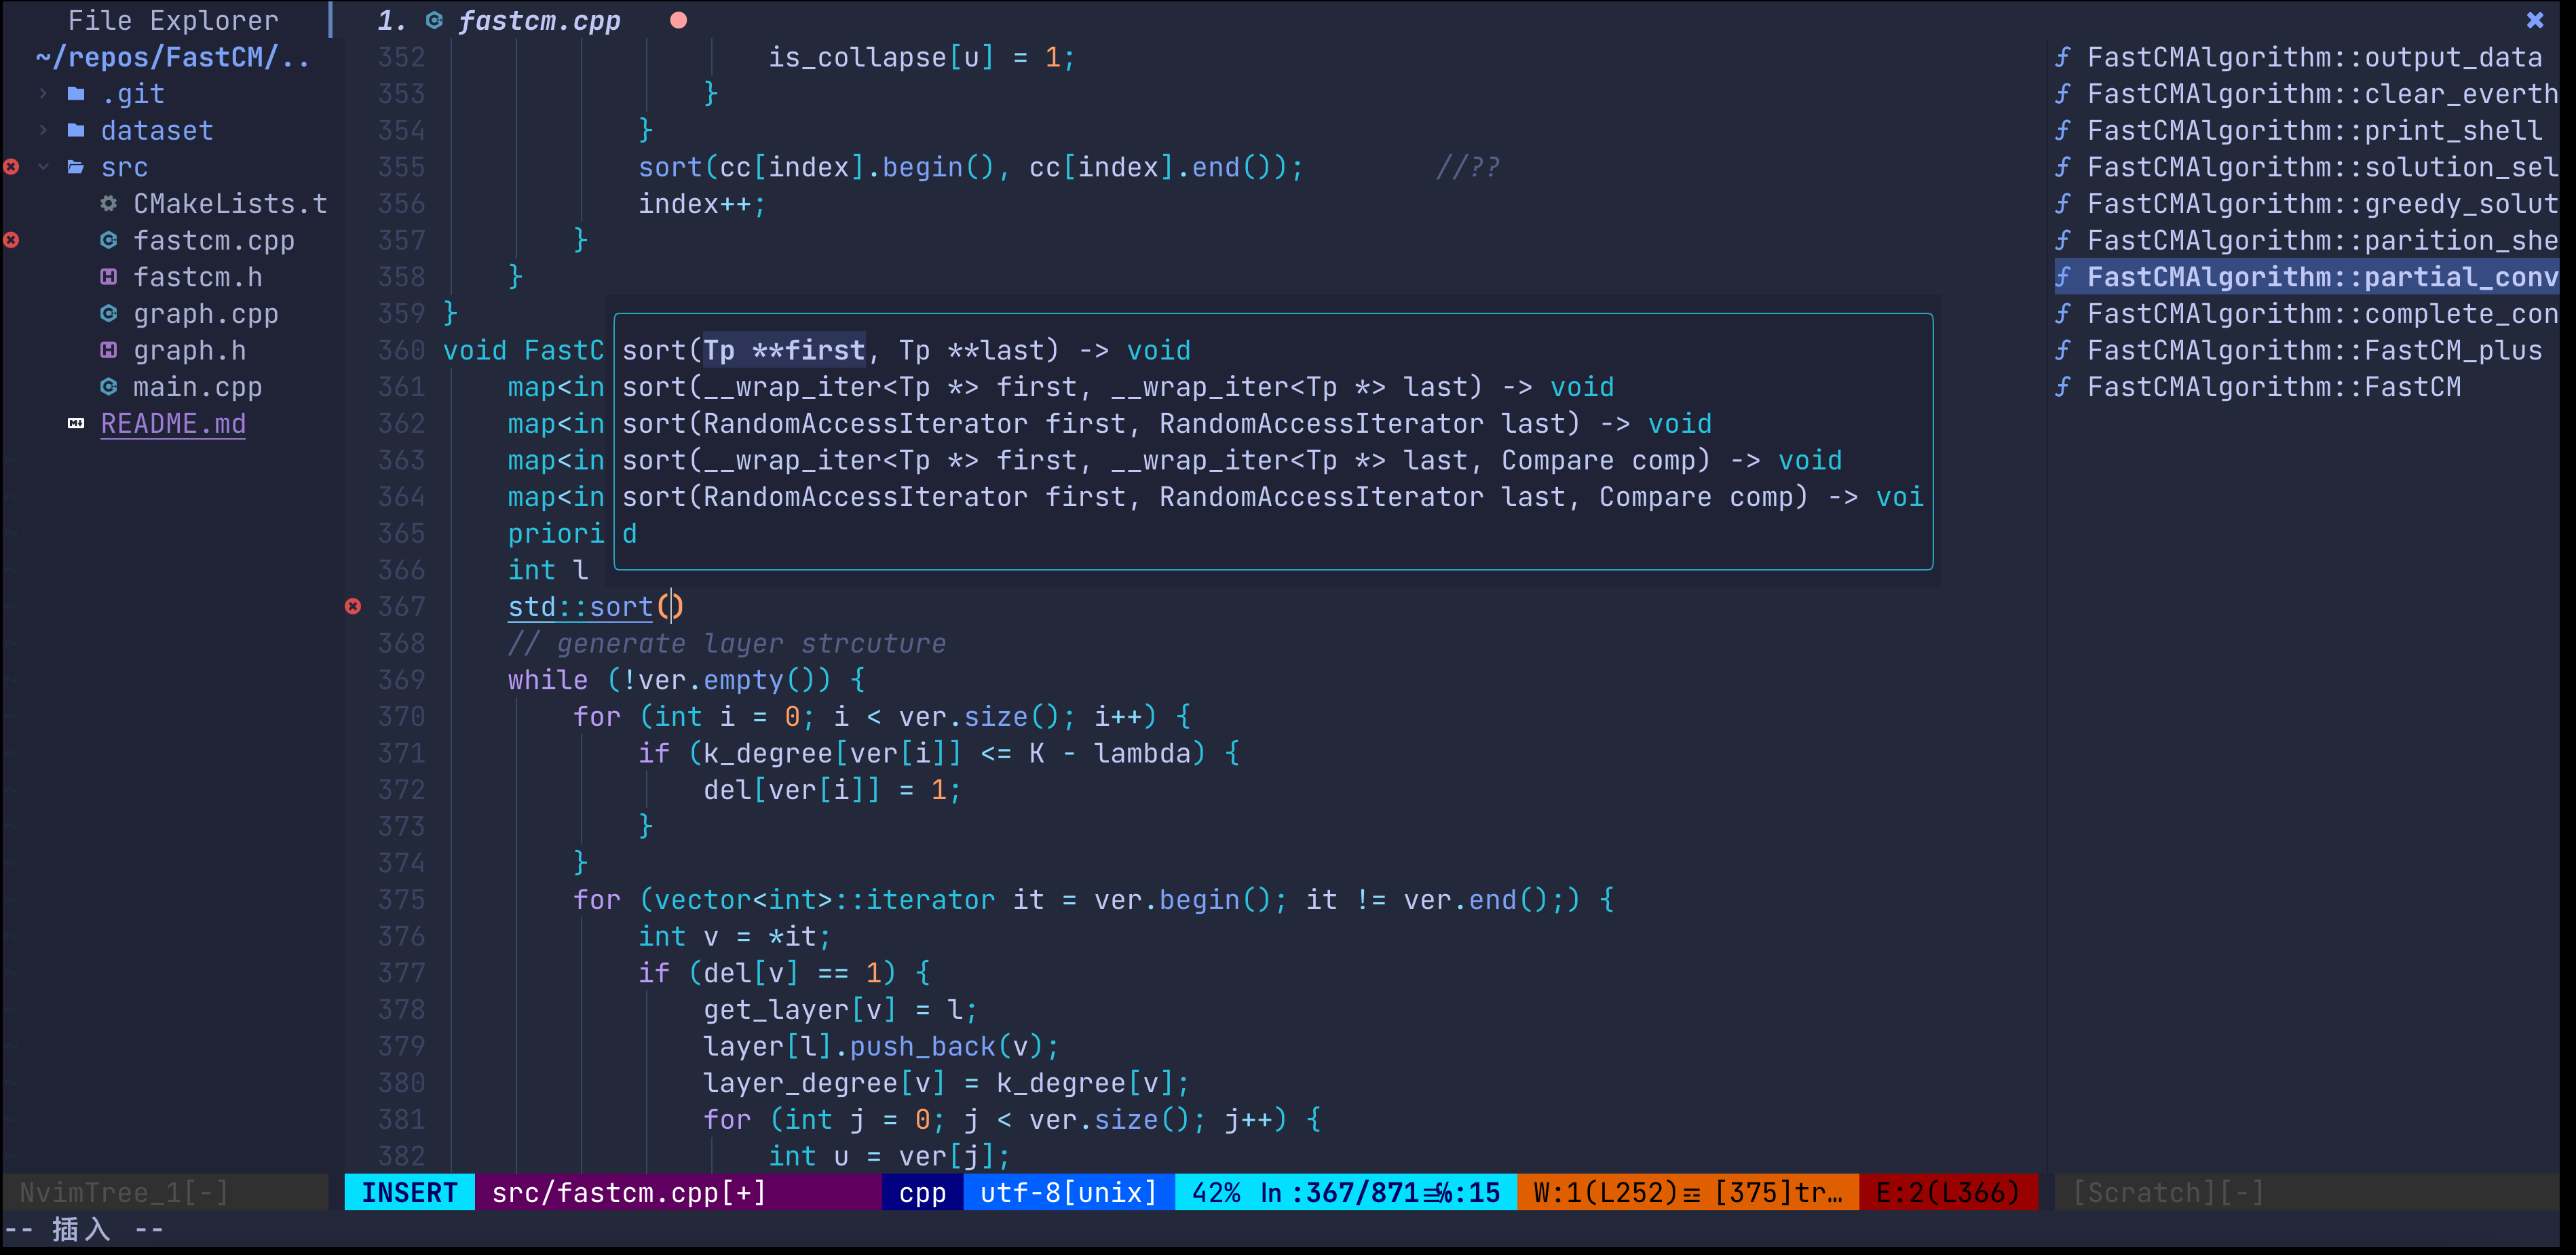 File Explorer
~/repos/FastCM/..
.git
dataset
src
CMakeLists.t
fastcm.cpp
fastcm.h
graph.cpp
graph.h
main.cpp
README.md
NvimTree_1[-]
1. fastcm.cpp
352 is_collapse[u] = 1;
353 }
354 }
355 sort(cc[index].begin(), cc[index].end()); //??
356 index++;
357 }
358 }
359 }
360 void FastC
361 map<in
362 map<in
363 map<in
364 map<in
365 priori
366 int l
sort(Tp **first, Tp **last) -> void
sort(__wrap_iter<Tp *> first, __wrap_iter<Tp *> last) -> void
sort(RandomAccessIterator first, RandomAccessIterator last) -> void
sort(__wrap_iter<Tp *> first, __wrap_iter<Tp *> last, Compare comp) -> void
sort(RandomAccessIterator first, RandomAccessIterator last, Compare comp) -> voi
d
367 std::sort()
368 // generate layer strcuture
369 while (!ver.empty()) {
370 for (int i = 0; i < ver.size(); i++) {
371 if (k_degree[ver[i]] <= K - lambda) {
372 del[ver[i]] = 1;
373 }
374 }
375 for (vector<int>::iterator it = ver.begin(); it != ver.end();) {
376 int v = *it;
377 if (del[v] == 1) {
378 get_layer[v] = l;
379 layer[l].push_back(v);
380 layer_degree[v] = k_degree[v];
381 for (int j = 0; j < ver.size(); j++) {
382 int u = ver[j];
INSERT src/fastcm.cpp[+] cpp utf-8[unix] 42% ln :367/871≡℅:15 W:1(L252)☲ [375]tr… E:2(L366)
FastCMAlgorithm::output_data
FastCMAlgorithm::clear_everth
FastCMAlgorithm::print_shell
FastCMAlgorithm::solution_sel
FastCMAlgorithm::greedy_solut
FastCMAlgorithm::parition_she
FastCMAlgorithm::partial_conv
FastCMAlgorithm::complete_con
FastCMAlgorithm::FastCM_plus
FastCMAlgorithm::FastCM
[Scratch][-]
-- 插入 --